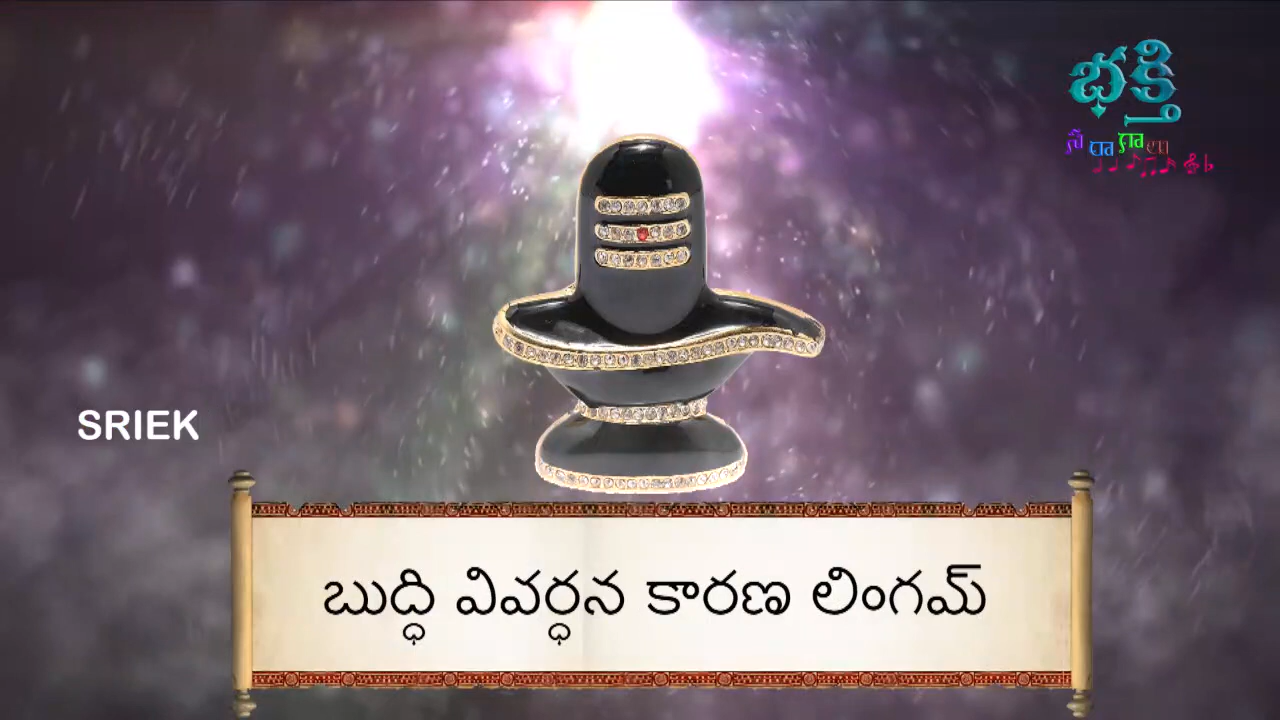 భక్తి
స రా గా లు
SRIEK
బుద్ధి వివర్ధన కారణ లింగమ్